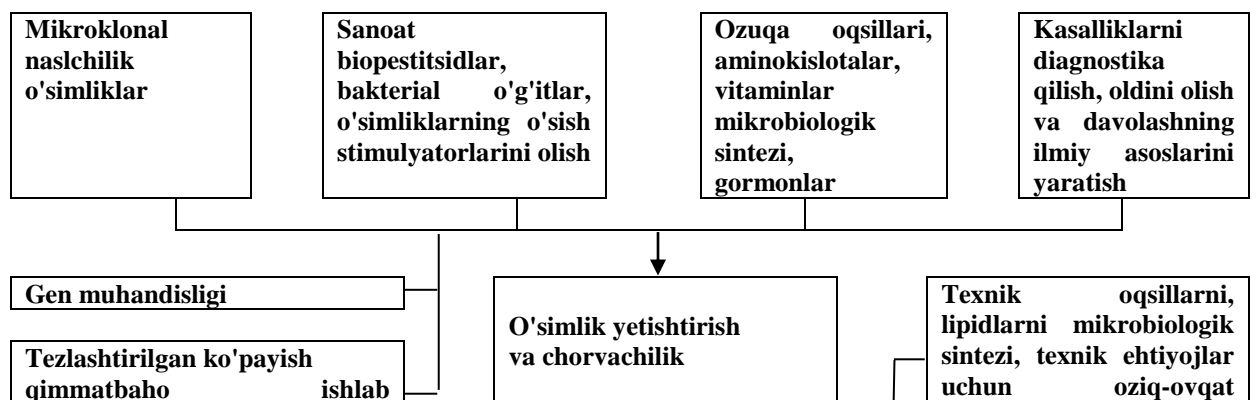 Mikroklonal
naslchilik
o'simliklar
Sanoat
biopestitsidlar,
bakterial o'g'itlar,
o'simliklarning o'sish
stimulyatorlarini olish
Ozuqa oqsillari,
aminokislotalar,
vitaminlar
mikrobiologik
sintezi,
gormonlar
Kasalliklarni
diagnostika
qilish, oldini olish
va davolashning
ilmiy asoslarini
yaratish
Gen muhandisligi
Tezlashtirilgan ko'payish
qimmatbaho ishlab
O'simlik yetishtirish
va chorvachilik
Texnik oqsillarni,
lipidlarni mikrobiologik
sintezi, texnik ehtiyojlar
uchun oziq-ovqat